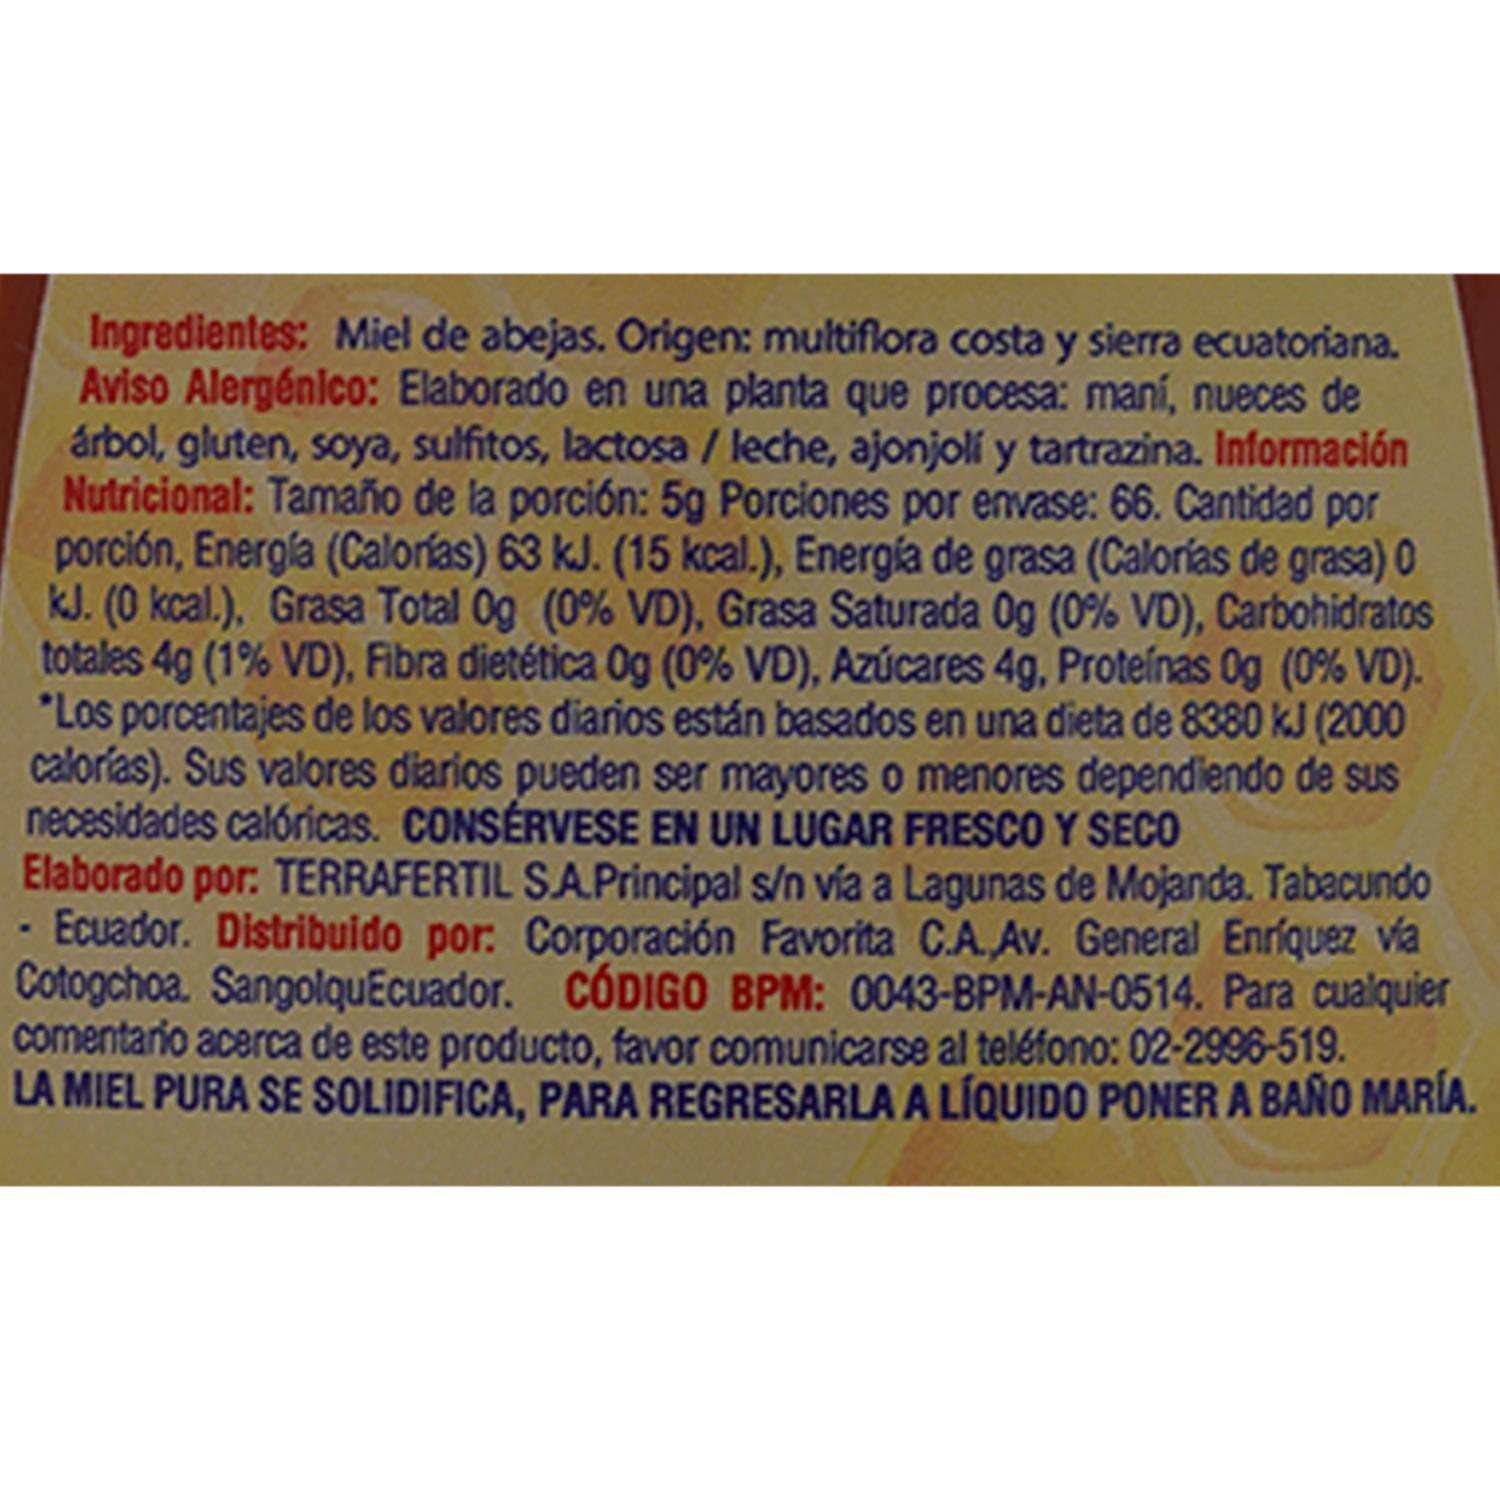 Ingredientes: Miel de abejas. Origen: multiflora costa y sierra ecuatoriana.
Aviso Alergénico: Elaborado en una planta que procesa: maní, nueces de
árbol, gluten, soya, sulfitos, lactosa / leche, ajonjolí y tartrazina. Información
Nutricional: Tamaño de la porción: 5g Porciones por envase: 66. Cantidad por
porción, Energía (Calorías) 63 kJ. (15 kcal.), Energía de grasa (Calorías de grasa) 0
kJ. (0 kcal.), Grasa Total 0g (0% VD), Grasa Saturada 0g (0% VD), Carbohidratos
totales 4g (1% VD), Fibra dietética 0g (0% VD), Azúcares 4g, Proteínas 0g (0% VD).
*Los porcentajes de los valores diarios están basados en una dieta de 8380 kJ (2000
calorías). Sus valores diarios pueden ser mayores o menores dependiendo de sus
necesidades calóricas. CONSÉRVESE EN UN LUGAR FRESCO Y SECO
Elaborado por: TERRAFERTIL S.A.Principal s/n vía a Lagunas de Mojanda. Tabacundo
- Ecuador. Distribuido por: Corporación Favorita C.A.,Av. General Enríquez vía
Cotogchoa. SangolquEcuador. CÓDIGO BPM: 0043-BPM-AN-0514. Para cualquier
comentario acerca de este producto, favor comunicarse al teléfono: 02-2996-519.
LA MIEL PURA SE SOLIDIFICA, PARA REGRESARLA A LÍQUIDO PONER A BAÑO MARÍA.